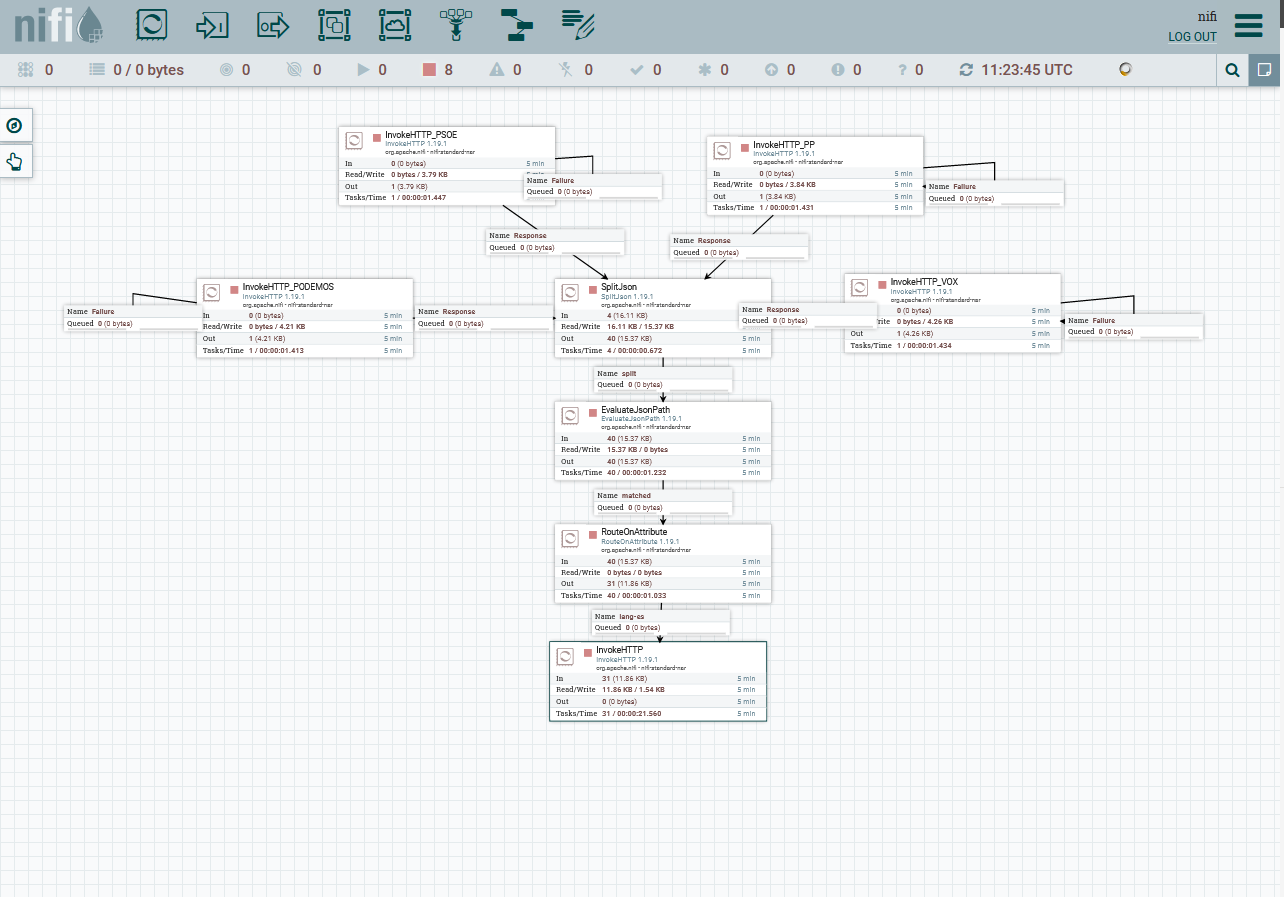 nifi
nifi
LOG OUT
0
0 / 0 bytes
0
0
0
8
0
0
0
0
0
0
? 0
11:23:45 UTC
InvokeHTTP_PSOE
InvokeHTTP 1.19.1
org.apache.nifi - nifi-standard-nar
In 0 (0 bytes) 5 min
Read/Write 0 bytes / 3.79 KB
Out 1 (3.79 KB)
Tasks/Time 1 / 00:00:01.447
Name Failure
Queued 0 (0 bytes)
InvokeHTTP_PP
InvokeHTTP 1.19.1
org.apache.nifi - nifi-standard-nar
In 0 (0 bytes) 5 min
Read/Write 0 bytes / 3.84 KB 5 min
Out 1 (3.84 KB) 5 min
Tasks/Time 1 / 00:00:01.431 5 min
Name Failure
Queued 0 (0 bytes)
Name Response
Queued 0 (0 bytes)
Name Response
Queued 0 (0 bytes)
Name Failure
Queued 0 (0 bytes)
InvokeHTTP_PODEMOS
InvokeHTTP 1.19.1
org.apache.nifi - nifi-standard-nar
In 0 (0 bytes) 5 min
Read/Write 0 bytes / 4.21 KB 5 min
Out 1 (4.21 KB) 5 min
Tasks/Time 1 / 00:00:01.413 5 min
Name Response
Queued 0 (0 bytes)
SplitJson
SplitJson 1.19.1
org.apache.nifi - nifi-standard-nar
In 4 (16.11 KB)
Read/Write 16.11 KB / 15.37 KB
Out 40 (15.37 KB) 5 min
Tasks/Time 4 / 00:00:00.672 5 min
Name Response
Queued 0 (0 bytes)
InvokeHTTP_VOX
InvokeHTTP 1.19.1
org.apache.nifi - nifi-standard-nar
0 (0 bytes) 5 min
0 bytes / 4.26 KB 5 min
Out 1 (4.26 KB) 5 min
Tasks/Time 1 / 00:00:01.434 5 min
Name Failure
Queued 0 (0 bytes)
Name split
Queued 0 (0 bytes)
EvaluateJsonPath
EvaluateJsonPath 1.19.1
org.apache.nifi - nifi-standard-nar
In 40 (15.37 KB) 5 min
Read/Write 15.37 KB / 0 bytes 5 min
Out 40 (15.37 KB) 5 min
Tasks/Time 40 / 00:00:01.232 5 min
Name matched
Queued 0 (0 bytes)
RouteOnAttribute
RouteOnAttribute 1.19.1
org.apache.nifi - nifi-standard-nar
In 40 (15.37 KB) 5 min
Read/Write 0 bytes / 0 bytes 5 min
Out 31 (11.86 KB) 5 min
Tasks/Time 40 / 00:00:01.033 5 min
Name lang-es
Queued 0 (0 bytes)
InvokeHTTP
InvokeHTTP 1.19.1
org.apache.nifi - nifi-standard-nar
In 31 (11.86 KB) 5 min
Read/Write 11.86 KB / 1.54 KB 5 min
Out 0 (0 bytes) 5 min
Tasks/Time 31 / 00:00:21.560 5 min